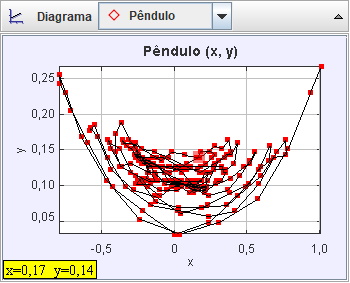 Diagrama Pêndulo
Pêndulo (x, y)
y
0,25
0,20
0,15
0,10
0,05
-0,5 0 0,5 1,0
x
x=0,17 y=0,14